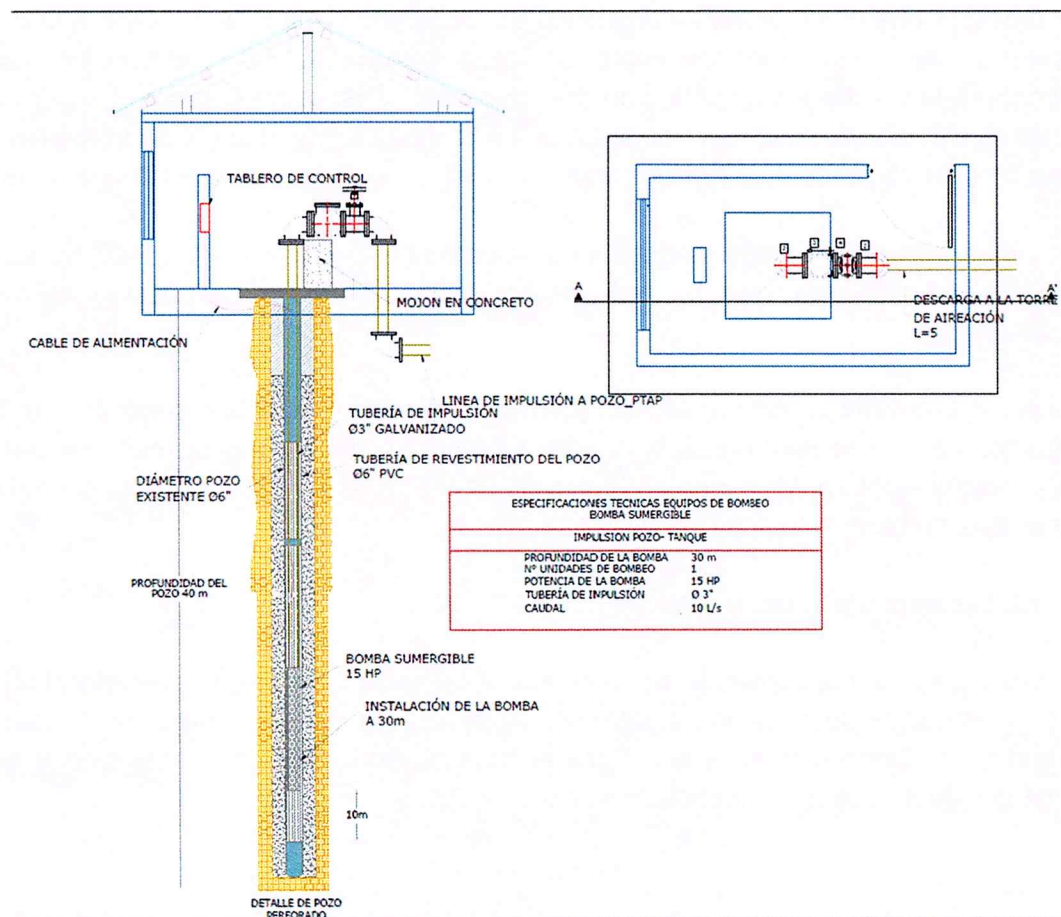 TABLERO DE CONTROL
MOJON EN CONCRETO
CABLE DE ALIMENTACIÓN
LINEA DE IMPULSIÓN A POZO_PTAP
TUBERÍA DE IMPULSIÓN
Ø3" GALVANIZADO
TUBERÍA DE REVESTIMIENTO DEL POZO
Ø6" PVC
DIÁMETRO POZO
EXISTENTE Ø6"
PROFUNDIDAD DEL
POZO 40 m
BOMBA SUMERGIBLE
15 HP
INSTALACIÓN DE LA BOMBA
A 30m
10m
DETALLE DE POZO
PERFORADO
A
A'
DESCARGA A LA TORRE
DE AIREACIÓN
L=5
ESPECIFICACIONES TECNICAS EQUIPOS DE BOMBEO
BOMBA SUMERGIBLE
IMPULSION POZO- TANQUE
PROFUNDIDAD DE LA BOMBA 30 m
Nº UNIDADES DE BOMBEO 1
POTENCIA DE LA BOMBA 15 HP
TUBERÍA DE INPULSIÓN Ø 3"
CAUDAL 10 L/s